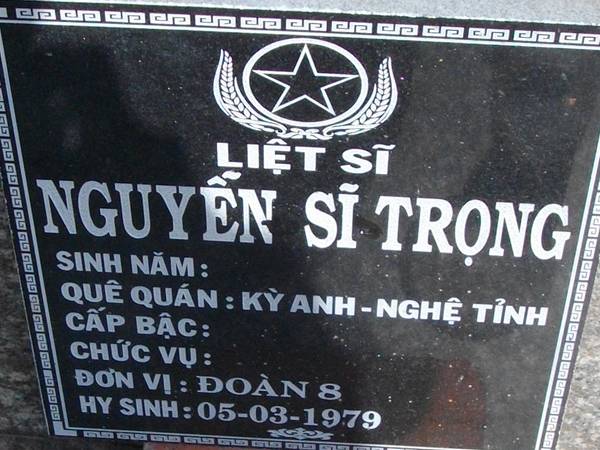 LIỆT SĨ
NGUYỄN SĨ TRỌNG
SINH NĂM :
QUÊ QUÁN : KỲ ANH - NGHỆ TỈNH
CẤP BẬC :
CHỨC VỤ :
ĐƠN VỊ : ĐOÀN 8
HY SINH : 05-03-1979